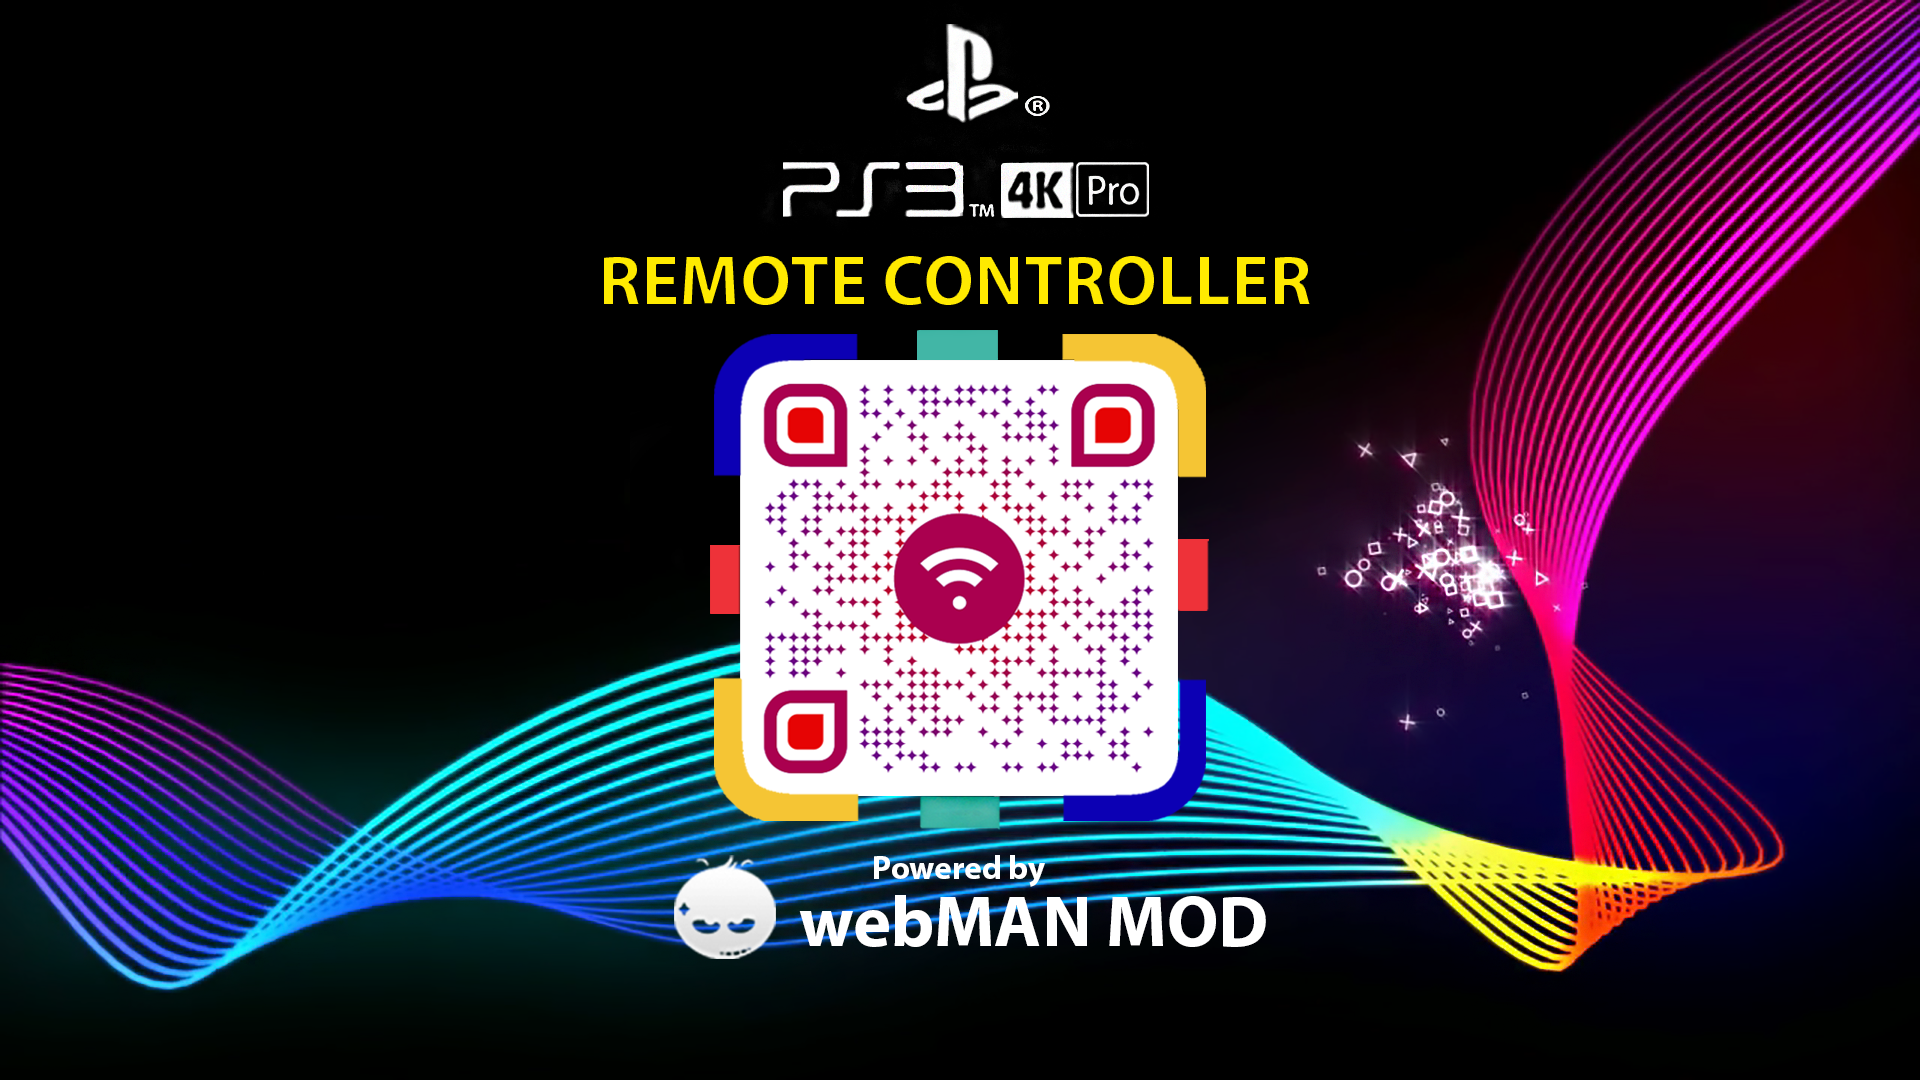 ®
PS3™ 4K Pro
REMOTE CONTROLLER
Powered by
webMAN MOD